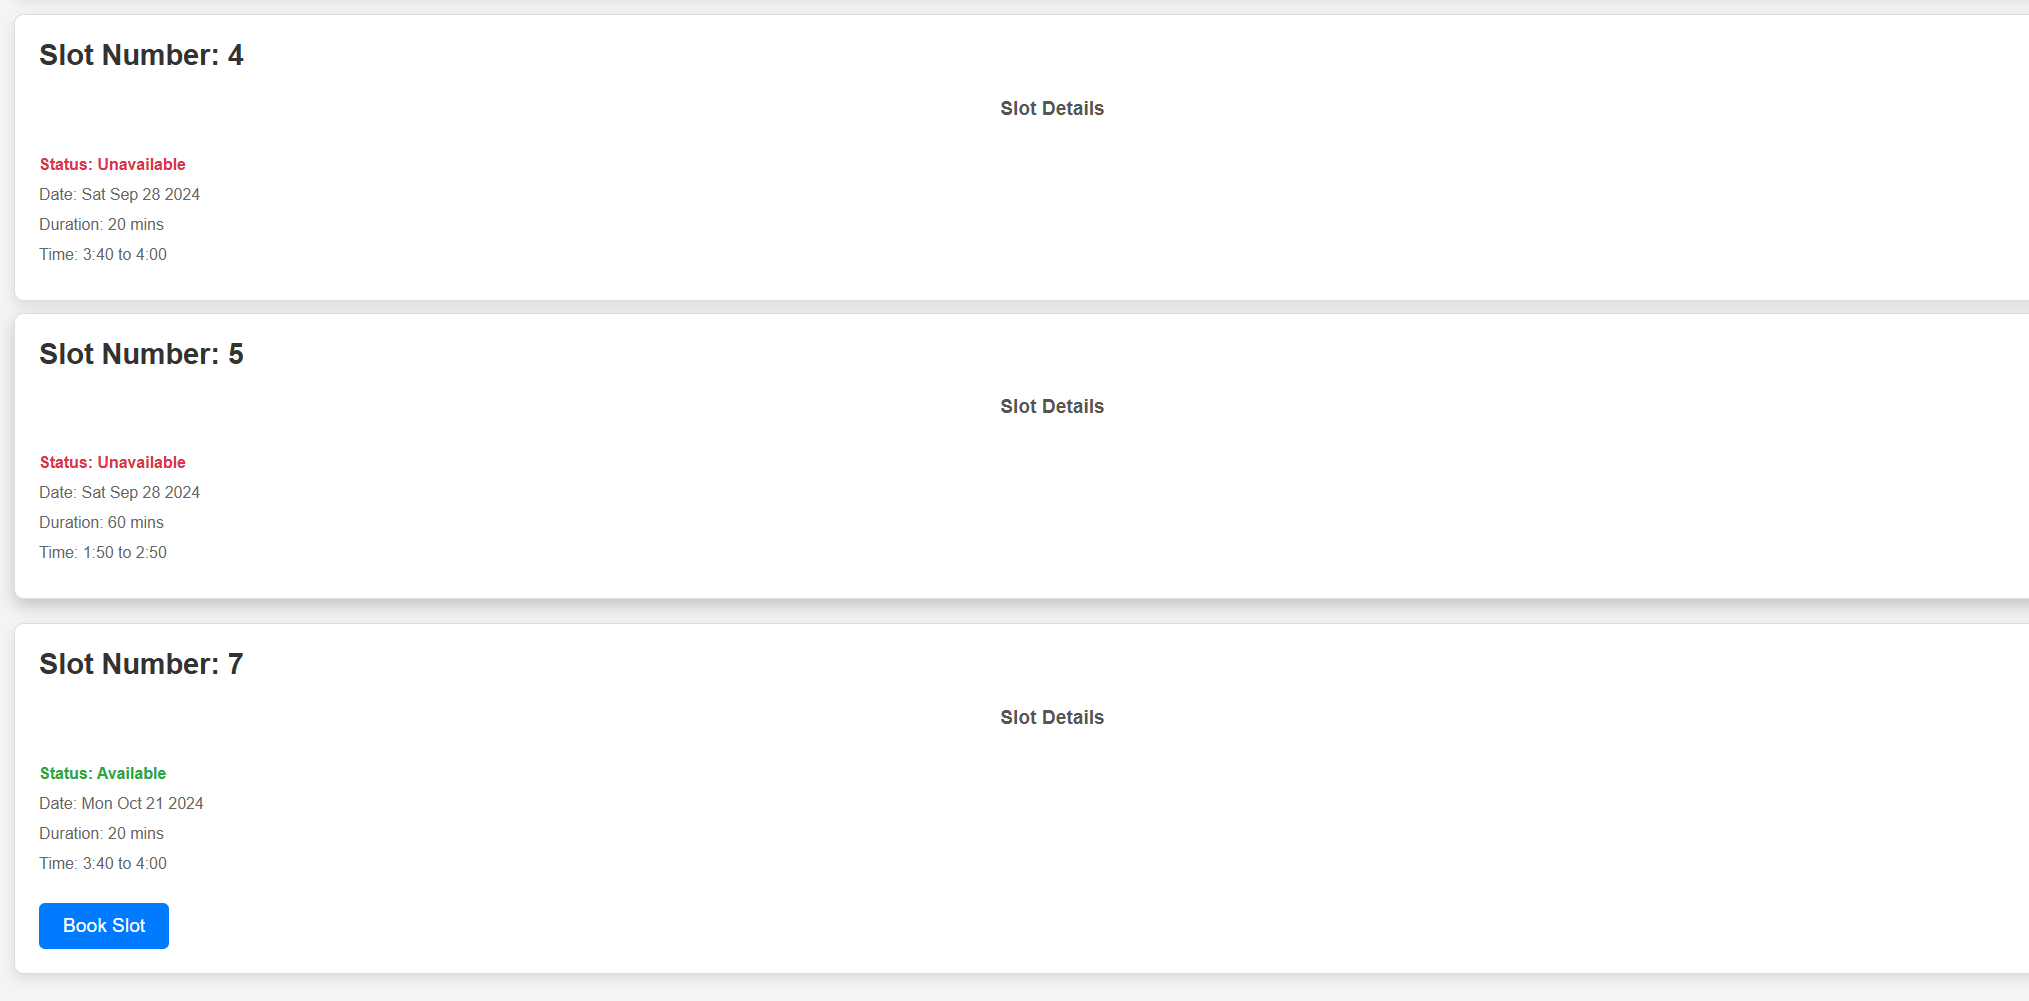 Slot Number: 4
Slot Details
Status: Unavailable
Date: Sat Sep 28 2024
Duration: 20 mins
Time: 3:40 to 4:00
Slot Number: 5
Slot Details
Status: Unavailable
Date: Sat Sep 28 2024
Duration: 60 mins
Time: 1:50 to 2:50
Slot Number: 7
Slot Details
Status: Available
Date: Mon Oct 21 2024
Duration: 20 mins
Time: 3:40 to 4:00
Book Slot